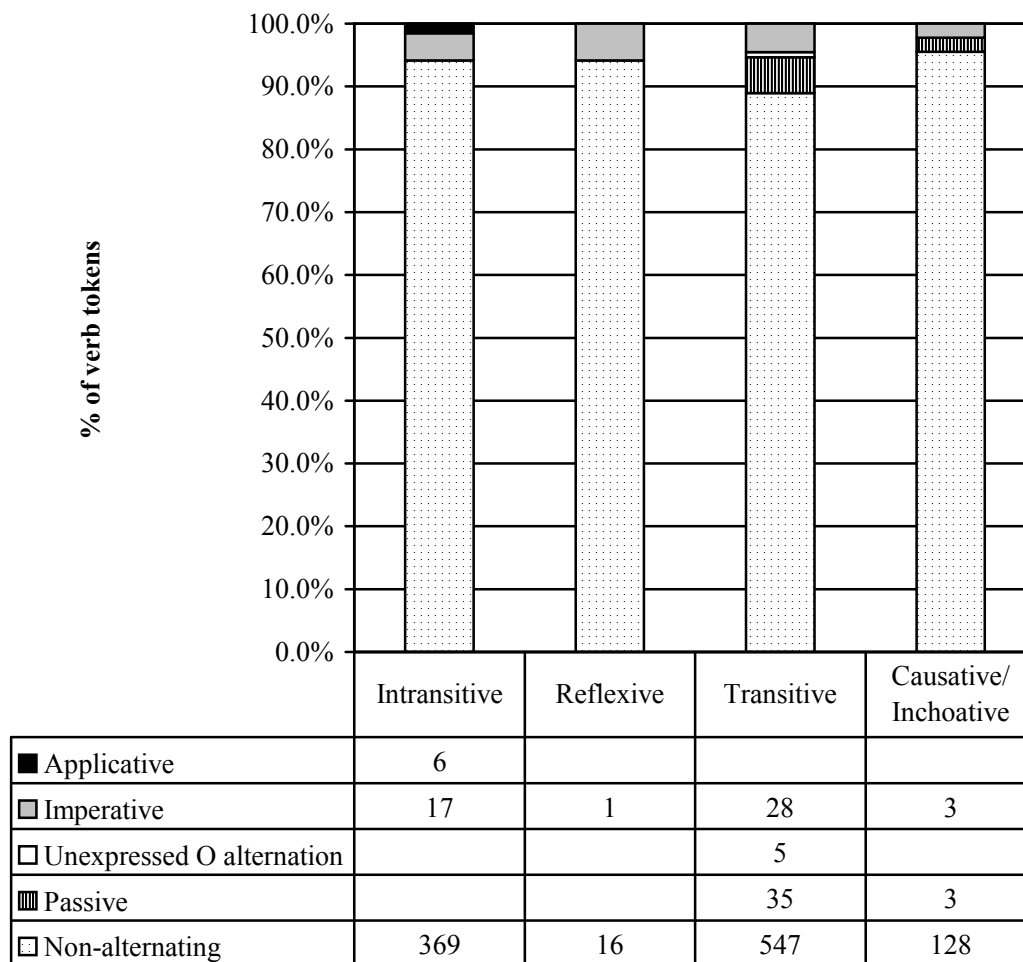 100.0%
90.0%
80.0%
70.0%
60.0%
50.0%
40.0%
30.0%
20.0%
10.0%
0.0%
% of verb tokens
Intransitive Reflexive Transitive Causative/
Inchoative
Applicative 6
Imperative 17 1 28 3
Unexpressed O alternation 5
Passive 35 3
Non-alternating 369 16 547 128